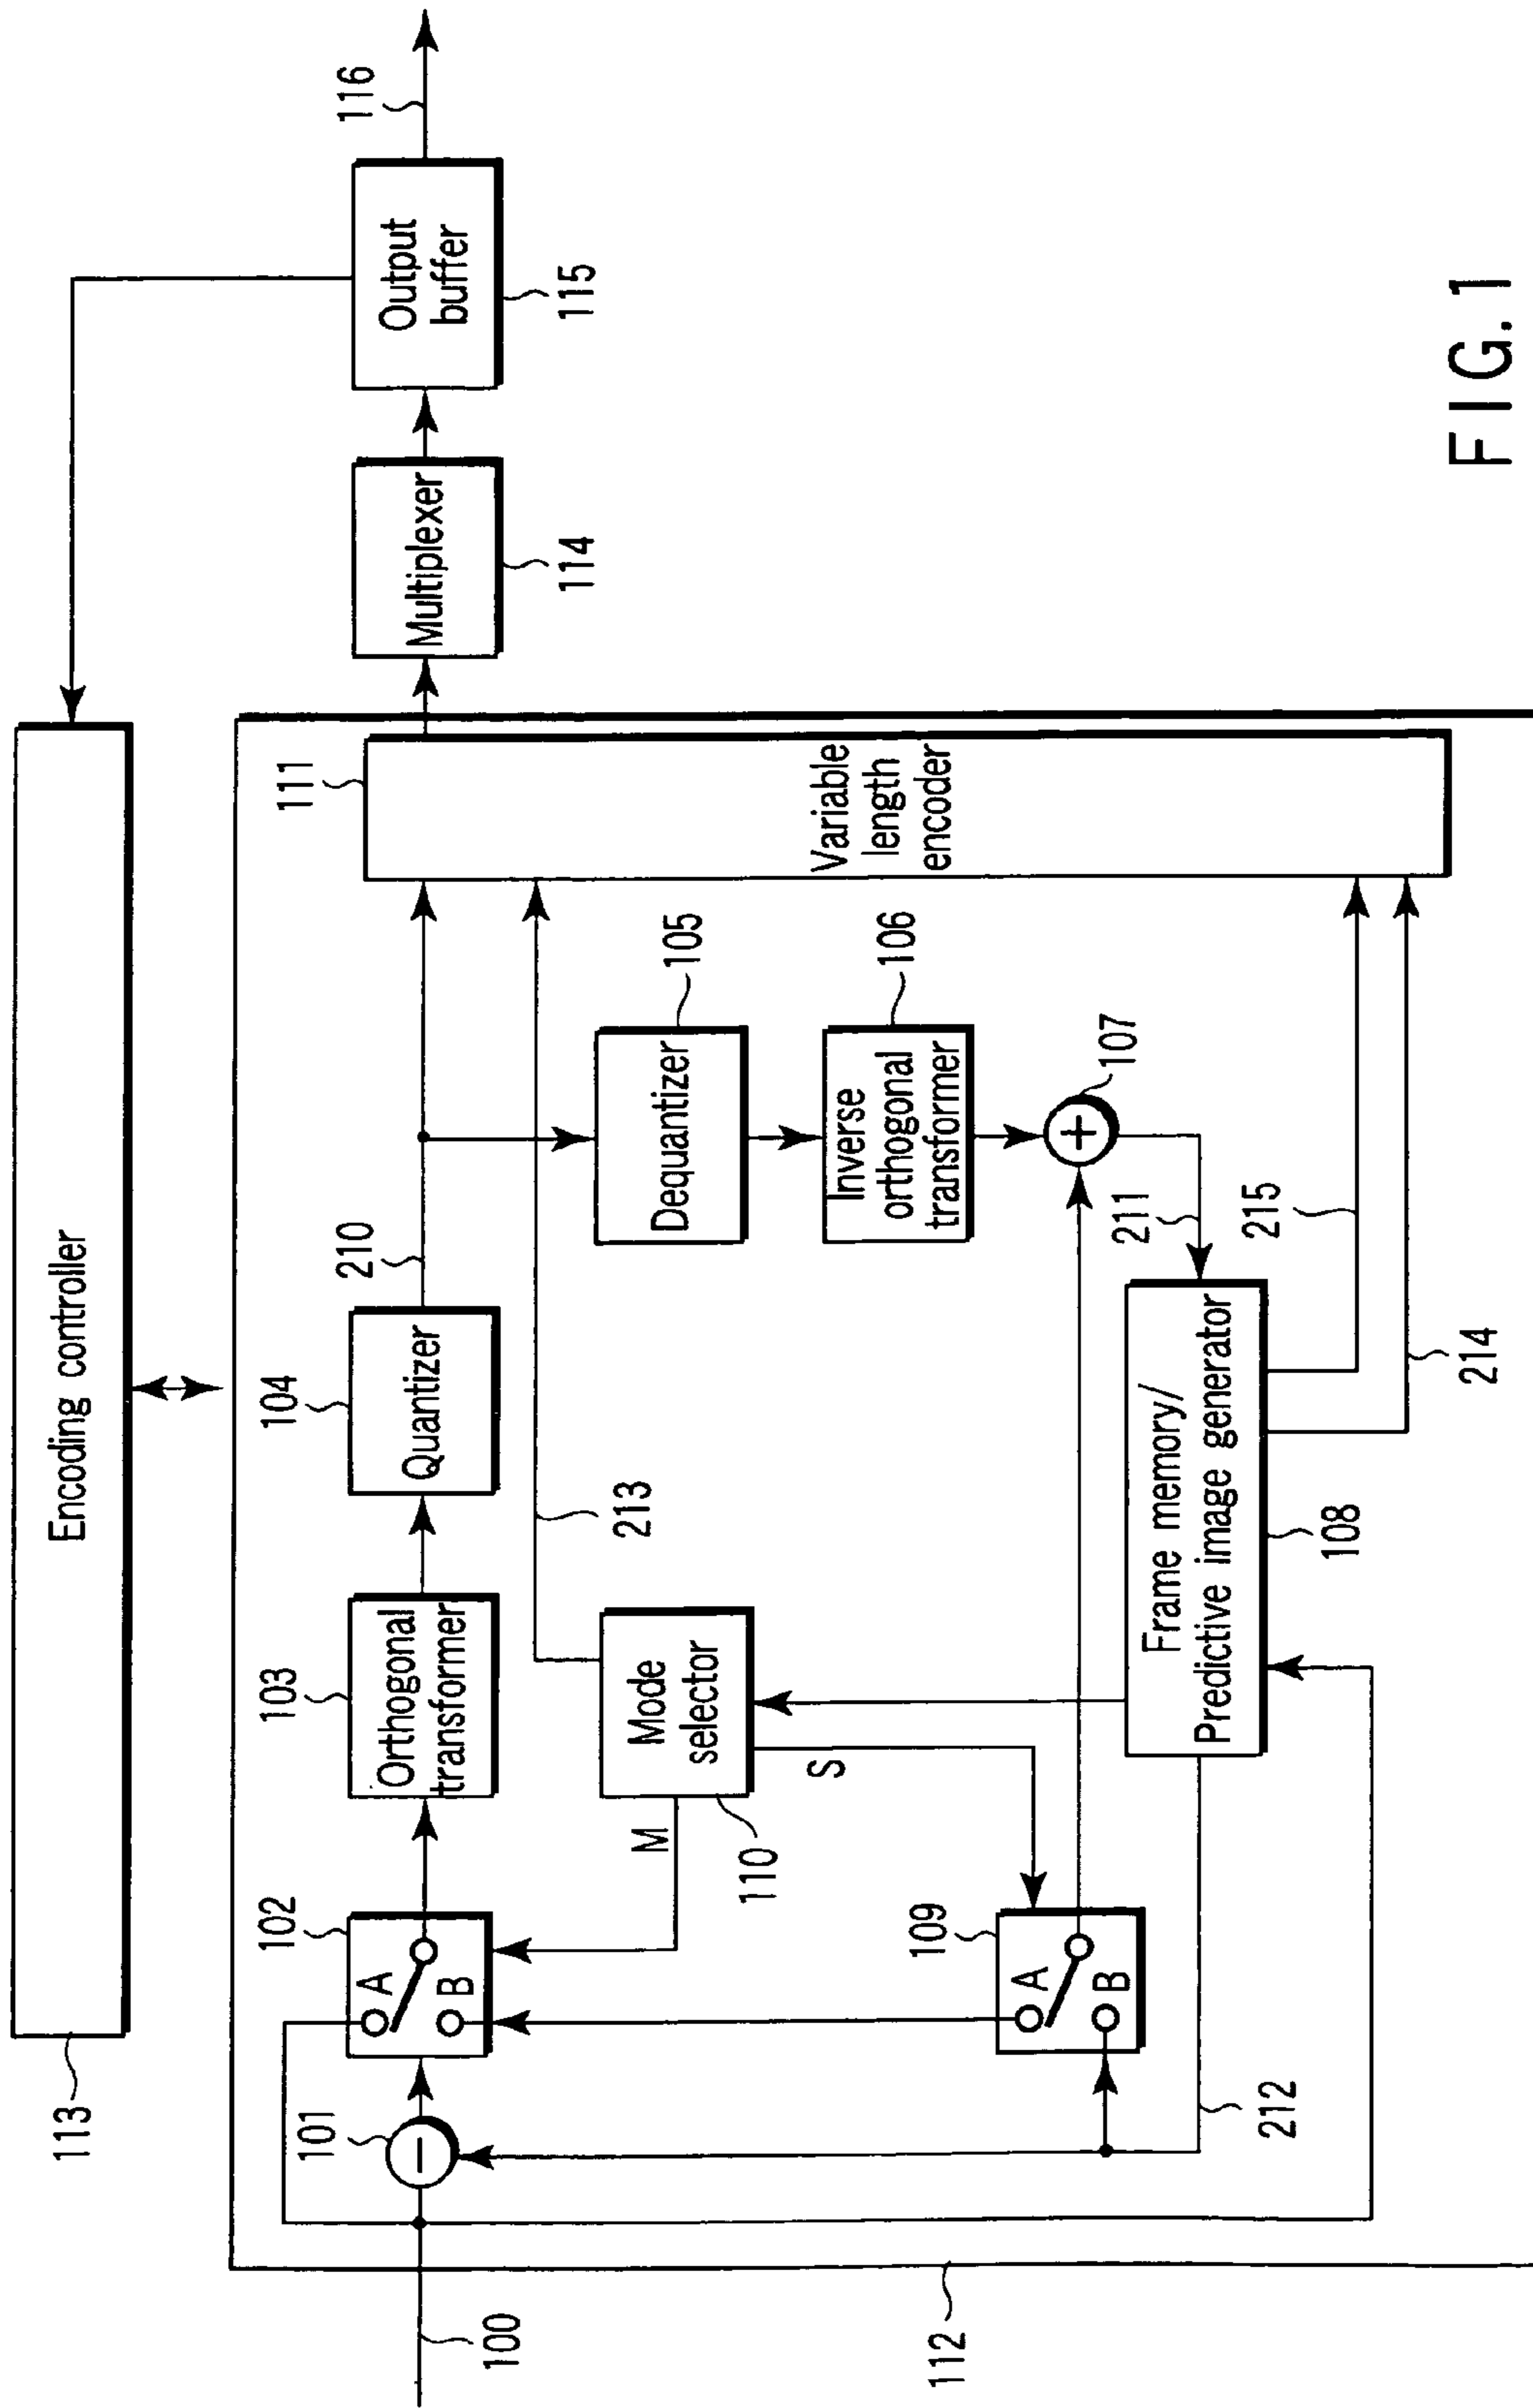 113
Encoding controller
112
100
101
102
A
B
103
Orthogonal
transformer
104
Quantizer
210
111
Variable
length
encoder
Multiplexer
114
Output
buffer
115
116
M
Mode
selector
110
S
213
Dequantizer
105
Inverse
orthogonal
transformer
106
107
109
A
B
211
212
Frame memory/
Predictive image generator
108
215
214
FIG.1